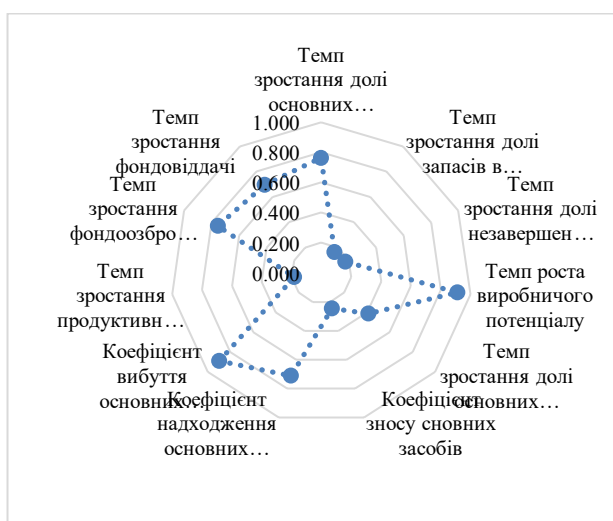 Темп
зростання долі
основних…
Темп
зростання долі
запасів в…
Темп
зростання долі
незавершен…
Темп роста
виробничого
потенціалу
Темп
зростання долі
основних…
Коефіцієнт
зносу сновних
засобів
Коефіцієнт
надходження
основних…
Коефіцієнт
вибуття
основних…
Темп
зростання
продуктивн…
Темп
зростання
фондоозбро…
Темп
зростання
фондовіддачі
1.000
0.800
0.600
0.400
0.200
0.000